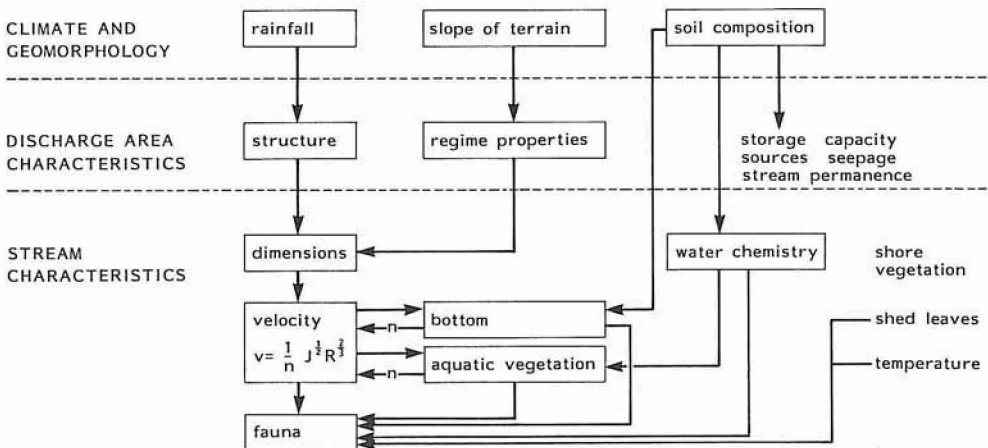 CLIMATE AND
GEOMORPHOLOGY
rainfall
slope of terrain
soil composition
DISCHARGE AREA
CHARACTERISTICS
structure
regime properties
storage capacity
sources seepage
stream permanence
STREAM
CHARACTERISTICS
dimensions
water chemistry
shore
vegetation
velocity
v= 1/n J^1/2 R^2/3
n
bottom
shed leaves
n
aquatic vegetation
temperature
fauna